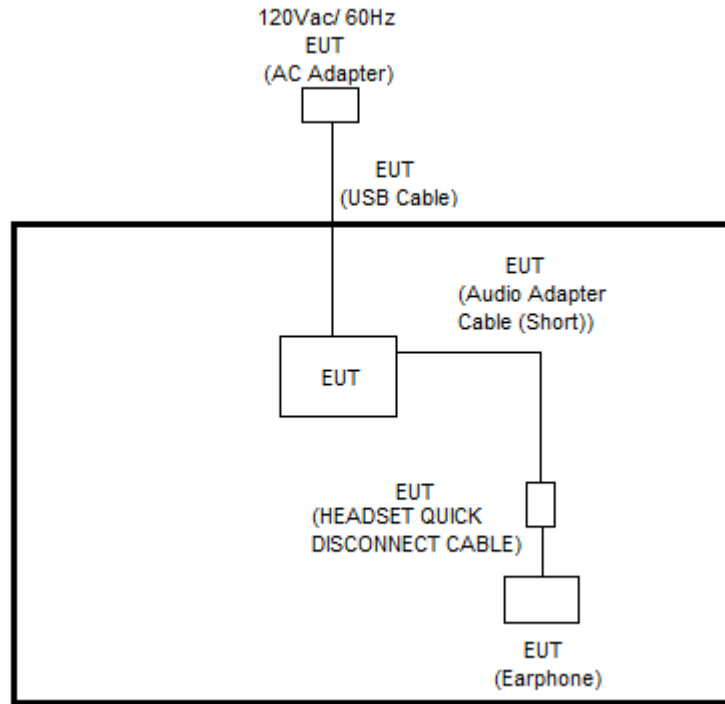 120Vac/ 60Hz
EUT
(AC Adapter)
EUT
(USB Cable)
EUT
(Audio Adapter
Cable (Short))
EUT
EUT
(HEADSET QUICK
DISCONNECT CABLE)
EUT
(Earphone)